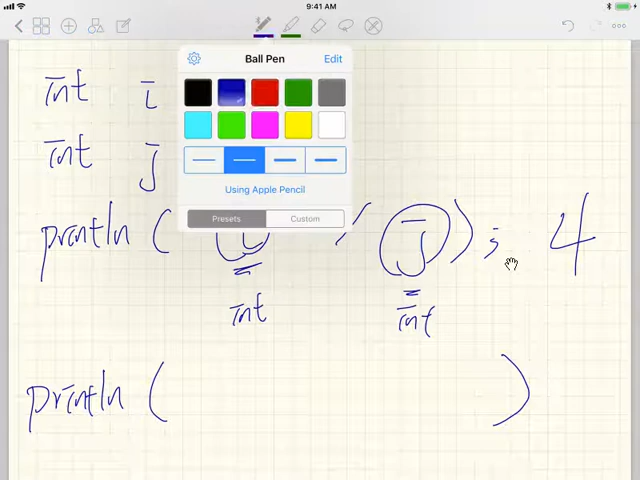 9:41 AM
Ball Pen Edit
int i
int j
Using Apple Pencil
Presets Custom
println ( i / j ) ; 4
int int
println ( )